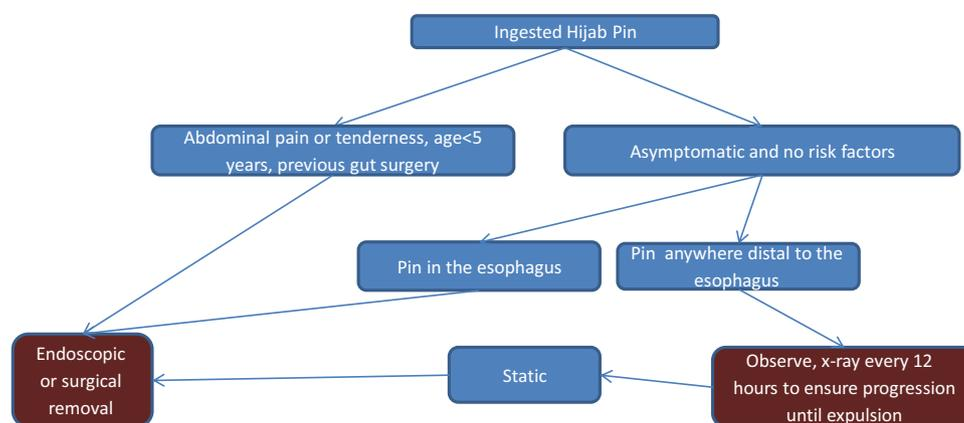 Ingested Hijab Pin
Abdominal pain or tenderness, age<5
years, previous gut surgery
Asymptomatic and no risk factors
Pin in the esophagus
Pin anywhere distal to the
esophagus
Endoscopic
or surgical
removal
Static
Observe, x-ray every 12
hours to ensure progression
until expulsion